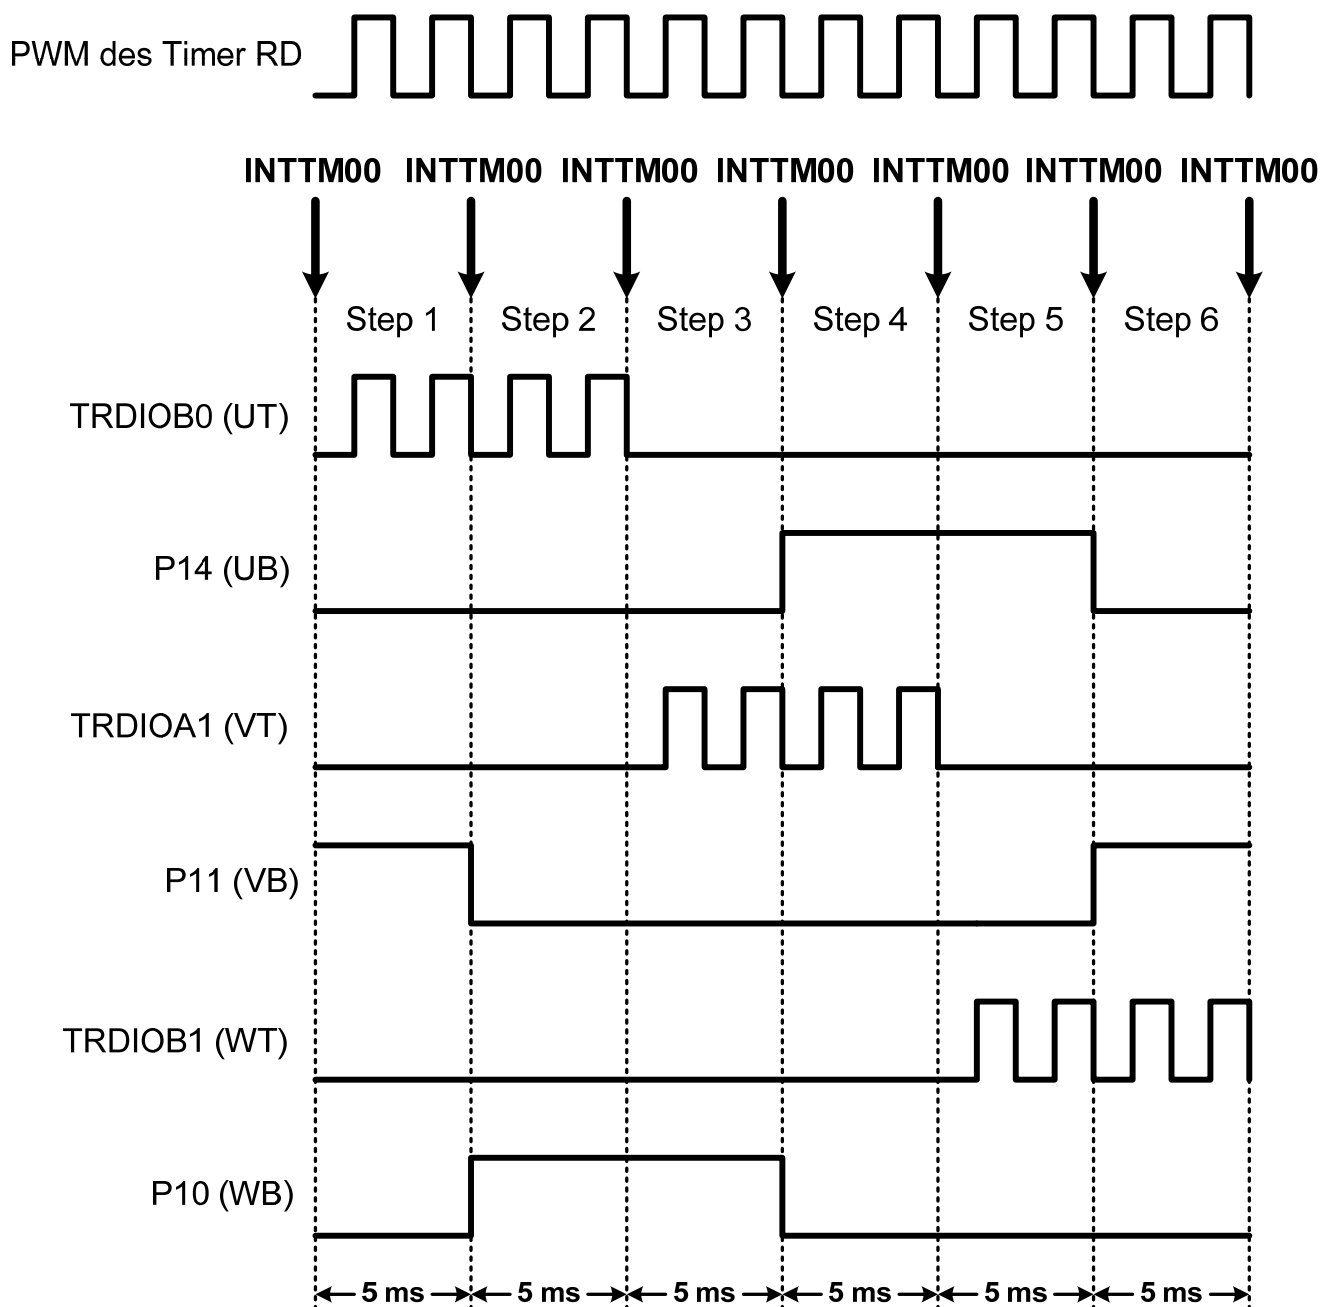 PWM des Timer RD
INTTM00 INTTM00 INTTM00 INTTM00 INTTM00 INTTM00 INTTM00
Step 1 Step 2 Step 3 Step 4 Step 5 Step 6
TRDIOB0 (UT)
P14 (UB)
TRDIOA1 (VT)
P11 (VB)
TRDIOB1 (WT)
P10 (WB)
5 ms 5 ms 5 ms 5 ms 5 ms 5 ms